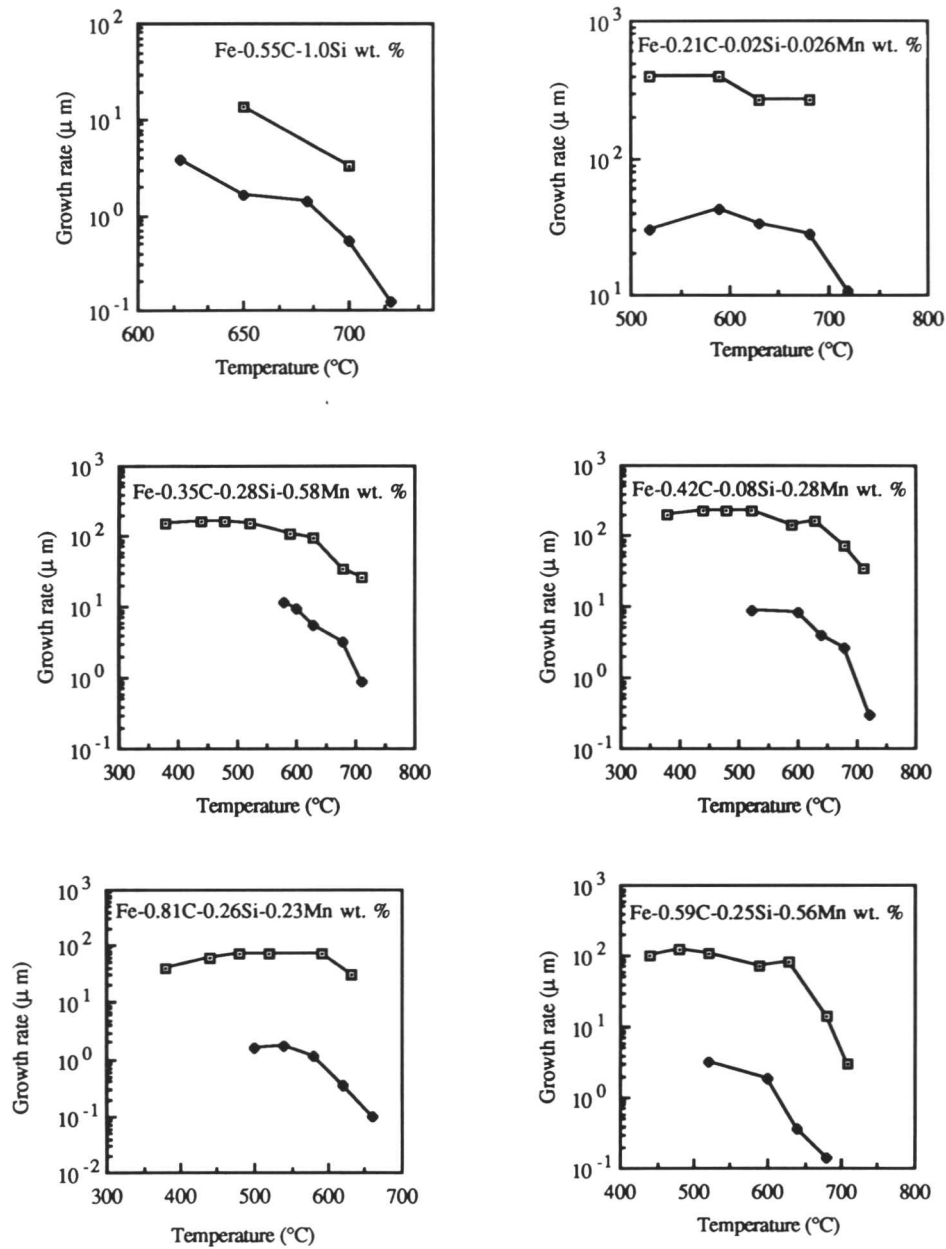 Fe-0.55C-1.0Si wt. %
Growth rate (μ m)
10^2
10^1
10^0
10^-1
600 650 700
Temperature (°C)
Fe-0.21C-0.02Si-0.026Mn wt. %
Growth rate (μ m)
10^3
10^2
10^1
500 600 700 800
Temperature (°C)
Fe-0.35C-0.28Si-0.58Mn wt. %
Growth rate (μ m)
10^3
10^2
10^1
10^0
10^-1
300 400 500 600 700 800
Temperature (°C)
Fe-0.42C-0.08Si-0.28Mn wt. %
Growth rate (μ m)
10^3
10^2
10^1
10^0
10^-1
300 400 500 600 700 800
Temperature (°C)
Fe-0.81C-0.26Si-0.23Mn wt. %
Growth rate (μ m)
10^3
10^2
10^1
10^0
10^-1
10^-2
300 400 500 600 700
Temperature (°C)
Fe-0.59C-0.25Si-0.56Mn wt. %
Growth rate (μ m)
10^3
10^2
10^1
10^0
10^-1
400 500 600 700 800
Temperature (°C)